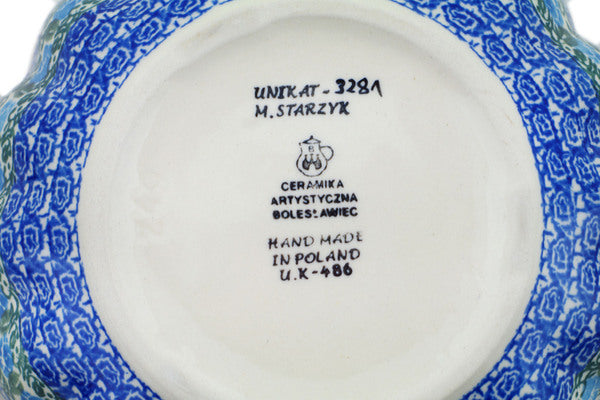 UNIKAT-3281
M.STARZYK
B
CERAMIKA
ARTYSTYCZNA
BOLESŁAWIEC
HAND MADE
IN POLAND
U.K-486